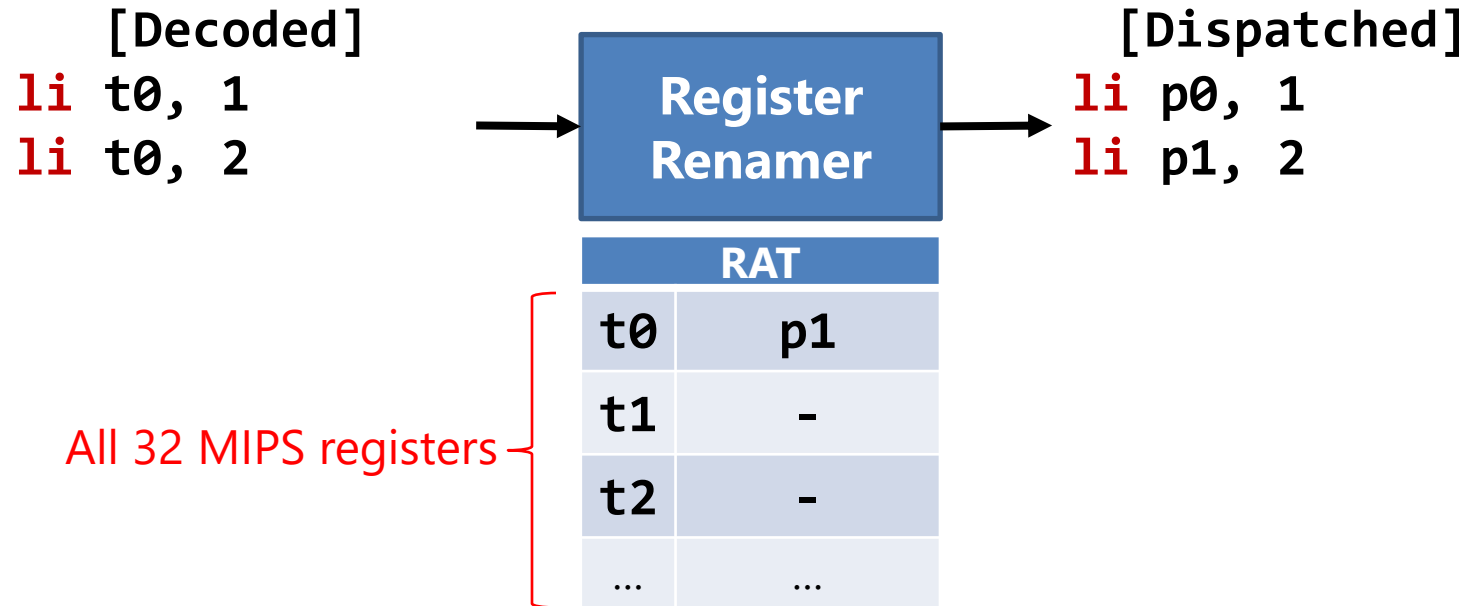 [Decoded]
li t0, 1
li t0, 2
Register
Renamer
[Dispatched]
li p0, 1
li p1, 2
RAT
t0 p1
t1 -
t2 -
… …
All 32 MIPS registers